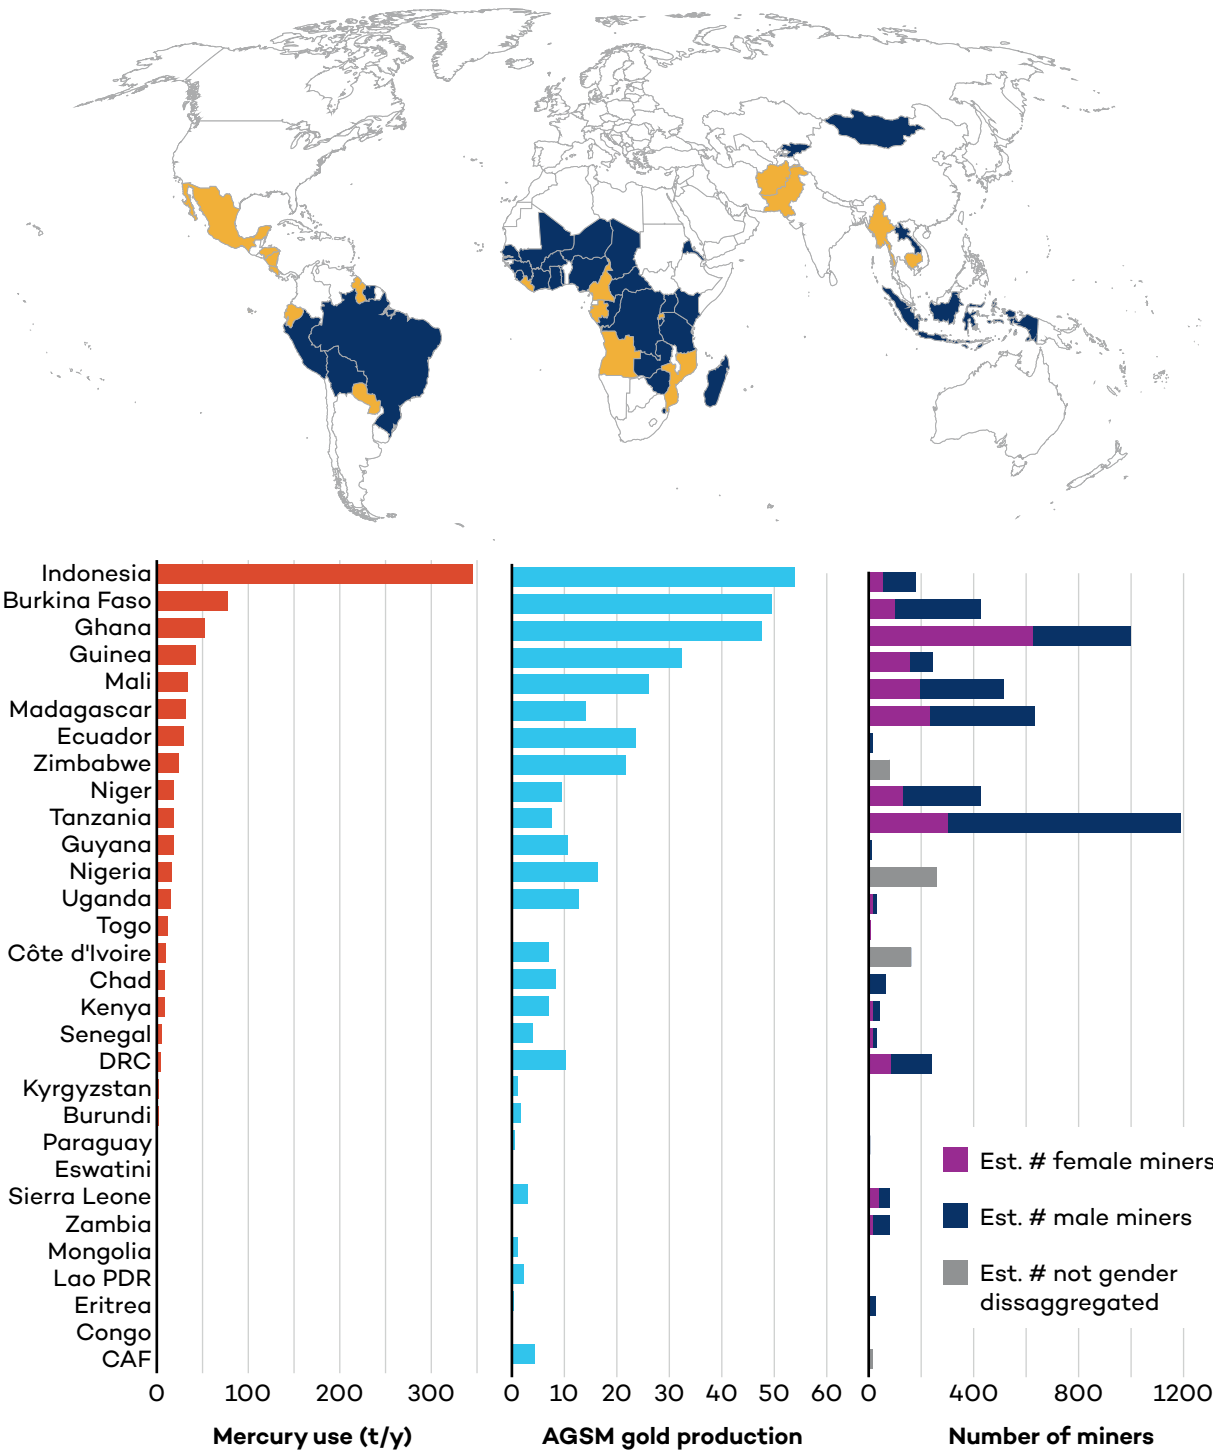 Indonesia
Burkina Faso
Ghana
Guinea
Mali
Madagascar
Ecuador
Zimbabwe
Niger
Tanzania
Guyana
Nigeria
Uganda
Togo
Côte d'Ivoire
Chad
Kenya
Senegal
DRC
Kyrgyzstan
Burundi
Paraguay
Eswatini
Sierra Leone
Zambia
Mongolia
Lao PDR
Eritrea
Congo
CAF
0 100 200 300
Mercury use (t/y)
0 10 20 30 40 50 60
AGSM gold production
Est. # female miners
Est. # male miners
Est. # not gender
dissaggregated
0 400 800 1200
Number of miners